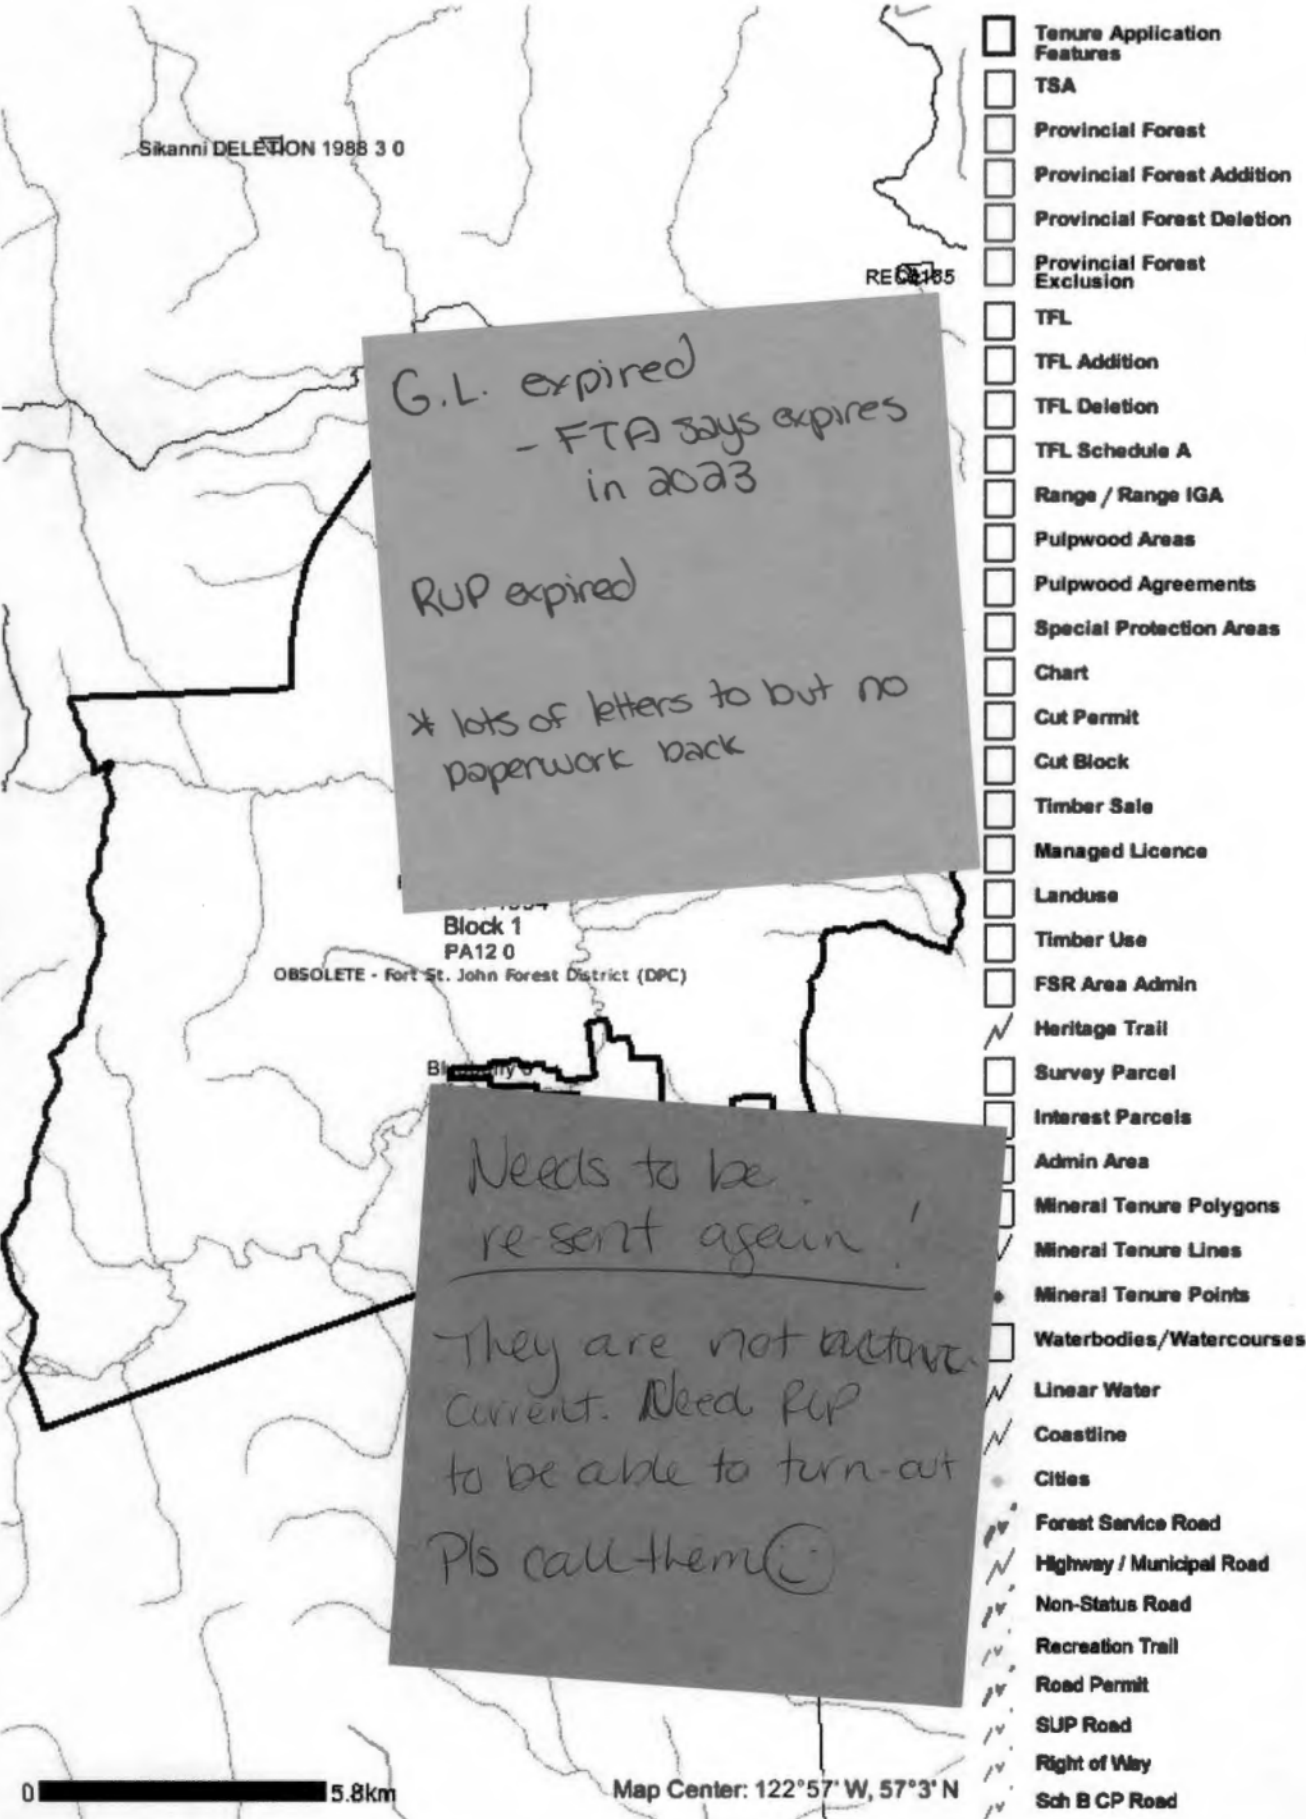 Sikanni DELETION 1988 3 0
G.L. expired
- FTA says expires
in 2023
RUP expired
* lots of letters to but no
paperwork back
Block 1
PA12 0
OBSOLETE - Fort St. John Forest District (DPC)
Needs to be
re-sent again!
They are not
current. Need RUP
to be able to turn-out
Pls call them
0 5.8km
Map Center: 122°57' W, 57°3' N
Tenure Application
Features
TSA
Provincial Forest
Provincial Forest Addition
Provincial Forest Deletion
Provincial Forest
Exclusion
TFL
TFL Addition
TFL Deletion
TFL Schedule A
Range / Range IGA
Pulpwood Areas
Pulpwood Agreements
Special Protection Areas
Chart
Cut Permit
Cut Block
Timber Sale
Managed Licence
Landuse
Timber Use
FSR Area Admin
Heritage Trail
Survey Parcel
Interest Parcels
Admin Area
Mineral Tenure Polygons
Mineral Tenure Lines
Mineral Tenure Points
Waterbodies/Watercourses
Linear Water
Coastline
Cities
Forest Service Road
Highway / Municipal Road
Non-Status Road
Recreation Trail
Road Permit
SUP Road
Right of Way
Sch B CP Road